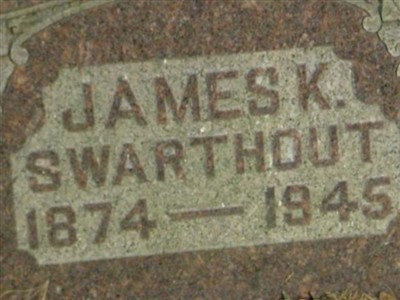 JAMES K.
SWARTHOUT
1874 — 1945